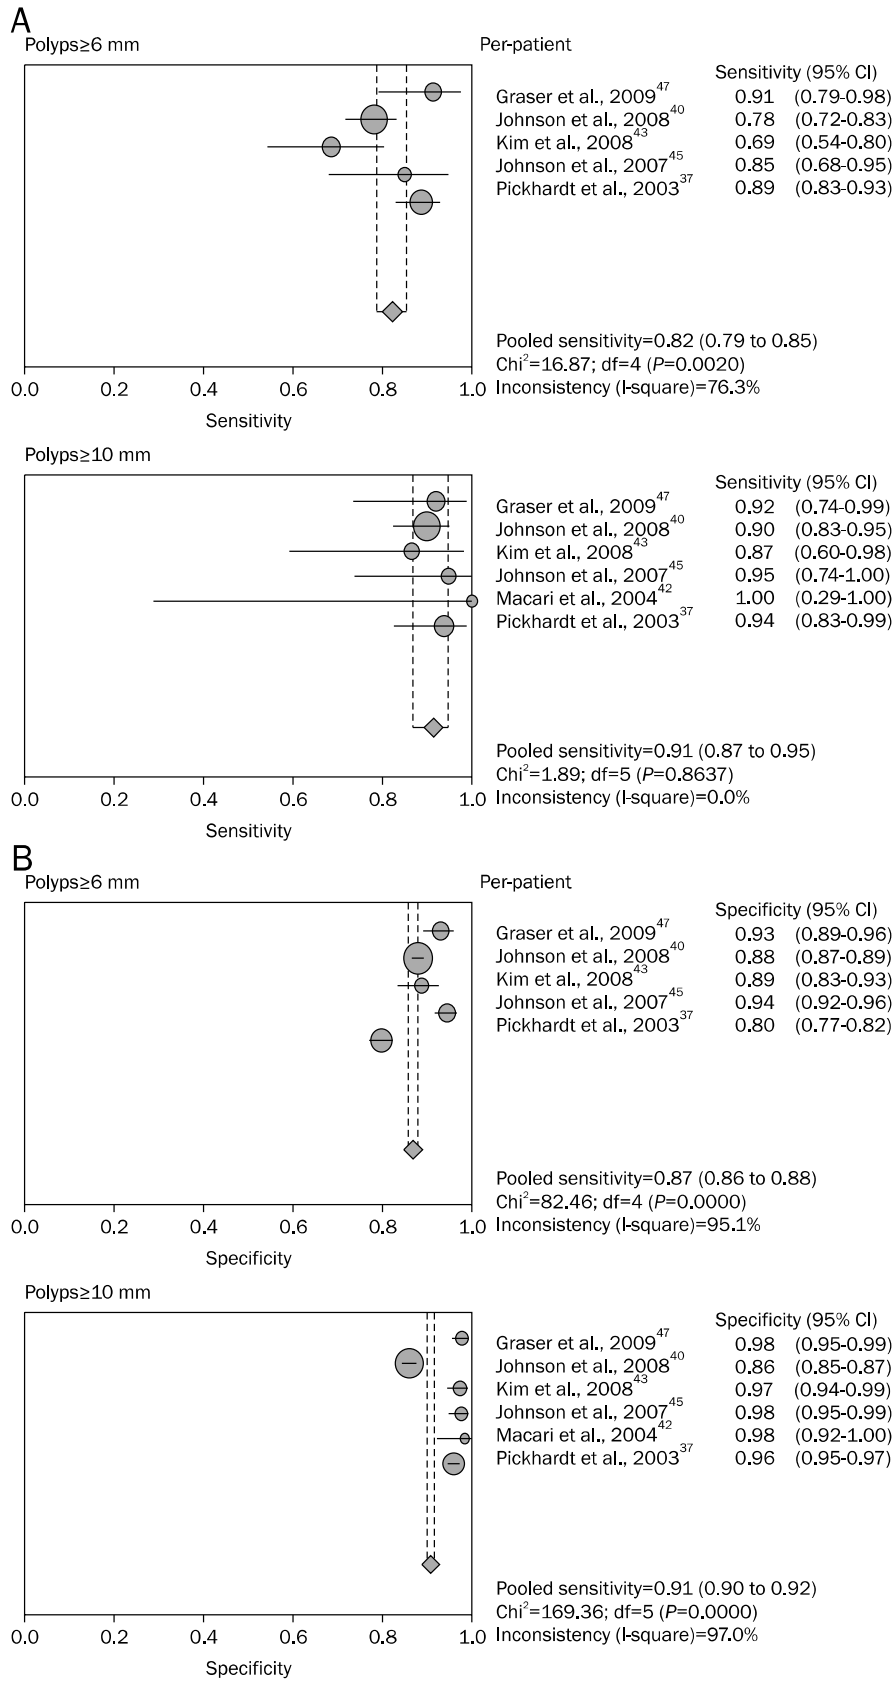 A
Polyps≥6 mm Per-patient
Sensitivity (95% CI)
Graser et al., 2009⁴⁷ 0.91 (0.79-0.98)
Johnson et al., 2008⁴⁰ 0.78 (0.72-0.83)
Kim et al., 2008⁴³ 0.69 (0.54-0.80)
Johnson et al., 2007⁴⁵ 0.85 (0.68-0.95)
Pickhardt et al., 2003³⁷ 0.89 (0.83-0.93)
Pooled sensitivity=0.82 (0.79 to 0.85)
Chi²=16.87; df=4 (P=0.0020)
Inconsistency (I-square)=76.3%
0.0 0.2 0.4 0.6 0.8 1.0
Sensitivity
Polyps≥10 mm
Sensitivity (95% CI)
Graser et al., 2009⁴⁷ 0.92 (0.74-0.99)
Johnson et al., 2008⁴⁰ 0.90 (0.83-0.95)
Kim et al., 2008⁴³ 0.87 (0.60-0.98)
Johnson et al., 2007⁴⁵ 0.95 (0.74-1.00)
Macari et al., 2004⁴² 1.00 (0.29-1.00)
Pickhardt et al., 2003³⁷ 0.94 (0.83-0.99)
Pooled sensitivity=0.91 (0.87 to 0.95)
Chi²=1.89; df=5 (P=0.8637)
Inconsistency (I-square)=0.0%
0.0 0.2 0.4 0.6 0.8 1.0
Sensitivity
B
Polyps≥6 mm Per-patient
Specificity (95% CI)
Graser et al., 2009⁴⁷ 0.93 (0.89-0.96)
Johnson et al., 2008⁴⁰ 0.88 (0.87-0.89)
Kim et al., 2008⁴³ 0.89 (0.83-0.93)
Johnson et al., 2007⁴⁵ 0.94 (0.92-0.96)
Pickhardt et al., 2003³⁷ 0.80 (0.77-0.82)
Pooled sensitivity=0.87 (0.86 to 0.88)
Chi²=82.46; df=4 (P=0.0000)
Inconsistency (I-square)=95.1%
0.0 0.2 0.4 0.6 0.8 1.0
Specificity
Polyps≥10 mm
Specificity (95% CI)
Graser et al., 2009⁴⁷ 0.98 (0.95-0.99)
Johnson et al., 2008⁴⁰ 0.86 (0.85-0.87)
Kim et al., 2008⁴³ 0.97 (0.94-0.99)
Johnson et al., 2007⁴⁵ 0.98 (0.95-0.99)
Macari et al., 2004⁴² 0.98 (0.92-1.00)
Pickhardt et al., 2003³⁷ 0.96 (0.95-0.97)
Pooled sensitivity=0.91 (0.90 to 0.92)
Chi²=169.36; df=5 (P=0.0000)
Inconsistency (I-square)=97.0%
0.0 0.2 0.4 0.6 0.8 1.0
Specificity